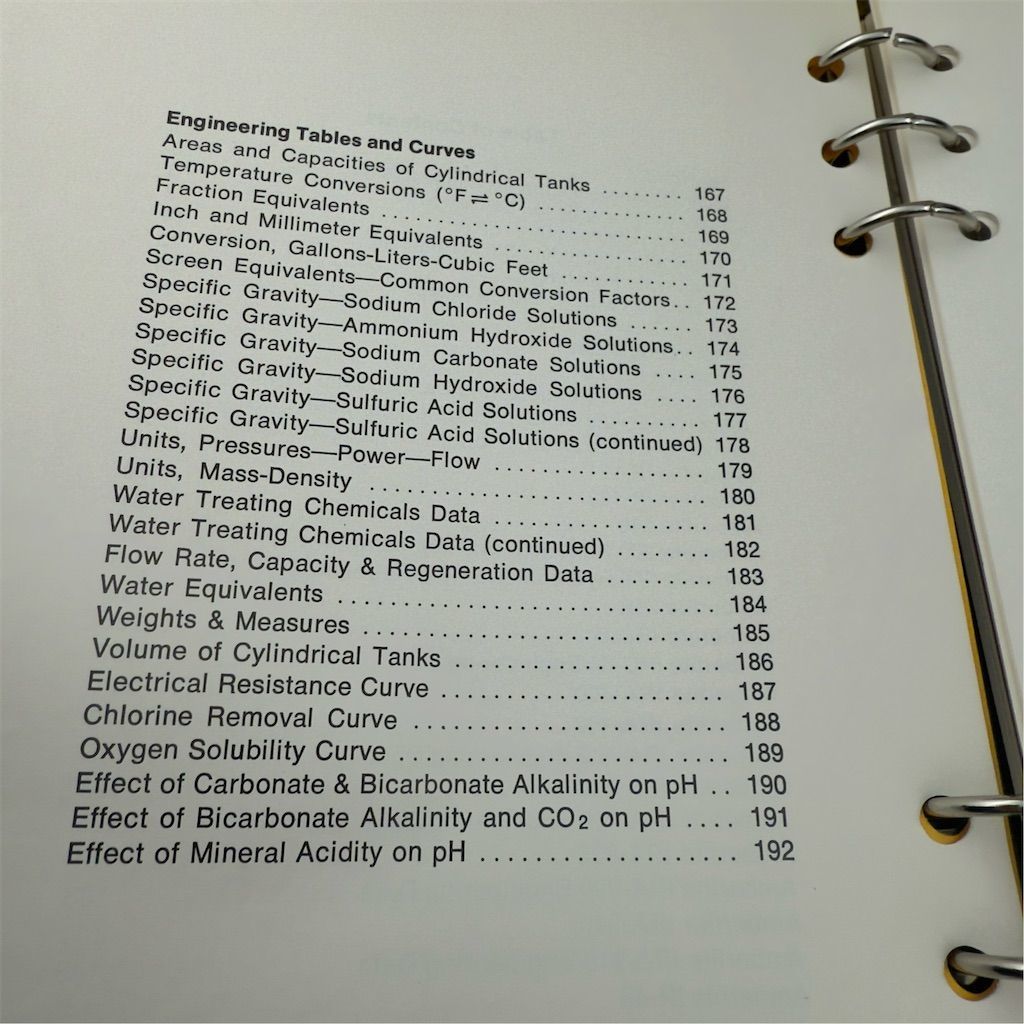 Engineering Tables and Curves
Areas and Capacities of Cylindrical Tanks ........ 167
Temperature Conversions (°F⇌°C) .............. 168
Fraction Equivalents ............................ 169
Inch and Millimeter Equivalents .................. 170
Conversion, Gallons-Liters-Cubic Feet ............ 171
Screen Equivalents—Common Conversion Factors.. 172
Specific Gravity—Sodium Chloride Solutions ...... 173
Specific Gravity—Ammonium Hydroxide Solutions.. 174
Specific Gravity—Sodium Carbonate Solutions .... 175
Specific Gravity—Sodium Hydroxide Solutions .... 176
Specific Gravity—Sulfuric Acid Solutions .......... 177
Specific Gravity—Sulfuric Acid Solutions (continued) 178
Units, Pressures—Power—Flow .................. 179
Units, Mass-Density .......................... 180
Water Treating Chemicals Data ................. 181
Water Treating Chemicals Data (continued) ........ 182
Flow Rate, Capacity & Regeneration Data ......... 183
Water Equivalents ............................. 184
Weights & Measures ........................... 185
Volume of Cylindrical Tanks .................... 186
Electrical Resistance Curve ...................... 187
Chlorine Removal Curve ........................ 188
Oxygen Solubility Curve .......................... 189
Effect of Carbonate & Bicarbonate Alkalinity on pH .. 190
Effect of Bicarbonate Alkalinity and CO2 on pH .... 191
Effect of Mineral Acidity on pH .................... 192